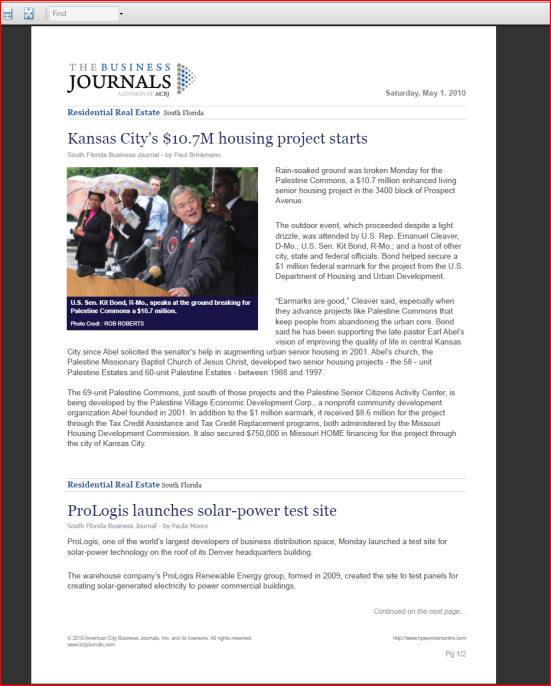 Find
THE BUSINESS
JOURNALS
A DIVISION OF ACBJ
Saturday, May 1. 2010
Residential Real Estate South Florida
Kansas City's $10.7M housing project starts
South Florida Business Journal - by Paul Brinkmann
Rain-soaked ground was broken Monday for the
Palestine Commons, a $10.7 million enhanced living
senior housing project in the 3400 block of Prospect
Avenue.
The outdoor event, which proceeded despite a light
drizzle, was attended by U.S. Rep. Emanuel Cleaver,
D-Mo.; U.S. Sen. Kit Bond, R-Mo.; and a host of other
city, state and federal officials. Bond helped secure a
$1 million federal earmark for the project from the U.S.
Department of Housing and Urban Development.
U.S. Sen. Kit Bond, R-Mo., speaks at the ground breaking for
Palestine Commons a $10.7 million.
Photo Credit : ROB ROBERTS
“Earmarks are good,” Cleaver said, especially when
they advance projects like Palestine Commons that
keep people from abandoning the urban core. Bond
said he has been supporting the late pastor Earl Abel's
vision of improving the quality of life in central Kansas
City since Abel solicited the senator's help in augmenting urban senior housing in 2001. Abel's church, the
Palestine Missionary Baptist Church of Jesus Christ, developed two senior housing projects - the 58 - unit
Palestine Estates and 60-unit Palestine Estates - between 1988 and 1997.
The 69-unit Palestine Commons, just south of those projects and the Palestine Senior Citizens Activity Center, is
being developed by the Palestine Village Economic Development Corp., a nonprofit community development
organization Abel founded in 2001. In addition to the $1 million earmark, it received $8.6 million for the project
through the Tax Credit Assistance and Tax Credit Replacement programs, both administered by the Missouri
Housing Development Commission. It also secured $750,000 in Missouri HOME financing for the project through
the city of Kansas City.
Residential Real Estate South Florida
ProLogis launches solar-power test site
South Florida Business Journal - by Paula Moore
ProLogis, one of the world's largest developers of business distribution space, Monday launched a test site for
solar-power technology on the roof of its Denver headquarters building.
The warehouse company's ProLogis Renewable Energy group, formed in 2009, created the site to test panels for
creating solar-generated electricity to power commercial buildings.
Continued on the next page...
© 2010 American City Business Journals, Inc. and its licensors. All rights reserved.
www.bizjournals.com
http://www.hpeprintercentre.com
Pg 1/2